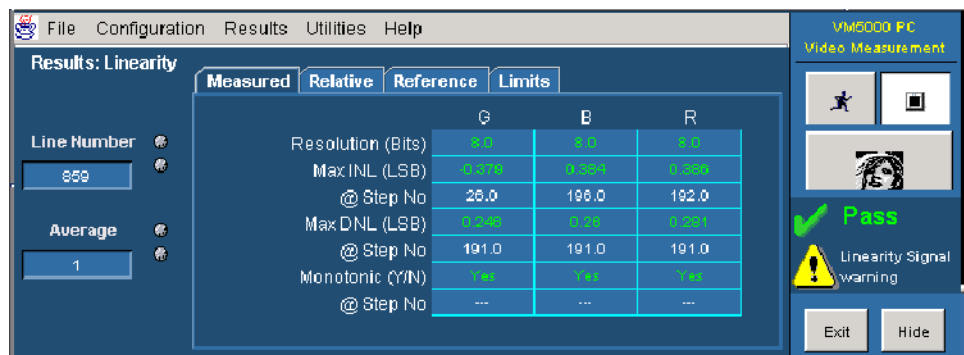 File Configuration Results Utilities Help
VM5000 PC
Video Measurement
Results: Linearity
Measured Relative Reference Limits
G B R
Line Number
859
Average
1
Resolution (Bits) 8.0 8.0 8.0
Max INL (LSB) -0.379 0.384 0.386
@ Step No 26.0 196.0 192.0
Max DNL (LSB) 0.248 0.28 0.281
@ Step No 191.0 191.0 191.0
Monotonic (Y/N) Yes Yes Yes
@ Step No --- --- ---
Pass
Linearity Signal
warning
Exit Hide